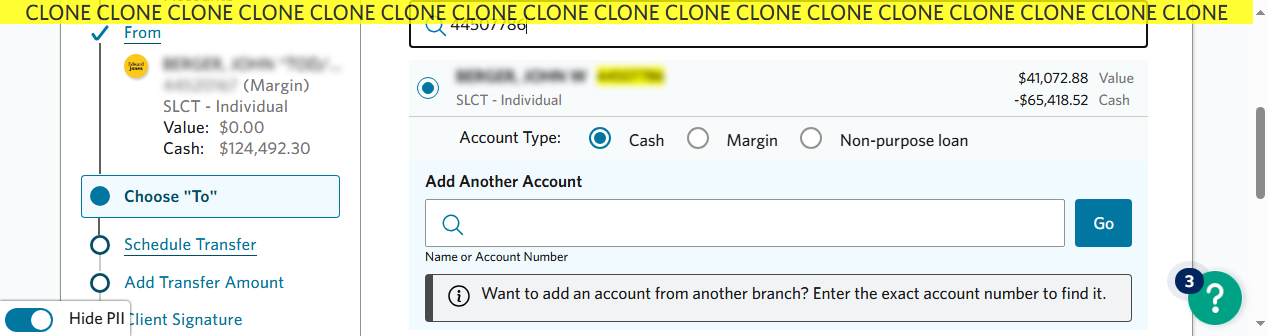 CLONE CLONE CLONE CLONE CLONE CLONE CLONE CLONE CLONE CLONE CLONE CLONE CLONE CLONE CLONE CLONE CLONE
From
(Margin)
SLCT - Individual
Value: $0.00
Cash: $124,492.30
Choose "To"
Schedule Transfer
Add Transfer Amount
Client Signature
Hide PII
44507786
$41,072.88 Value
SLCT - Individual -$65,418.52 Cash
Account Type: Cash Margin Non-purpose loan
Add Another Account
Go
Name or Account Number
Want to add an account from another branch? Enter the exact account number to find it.
3
?